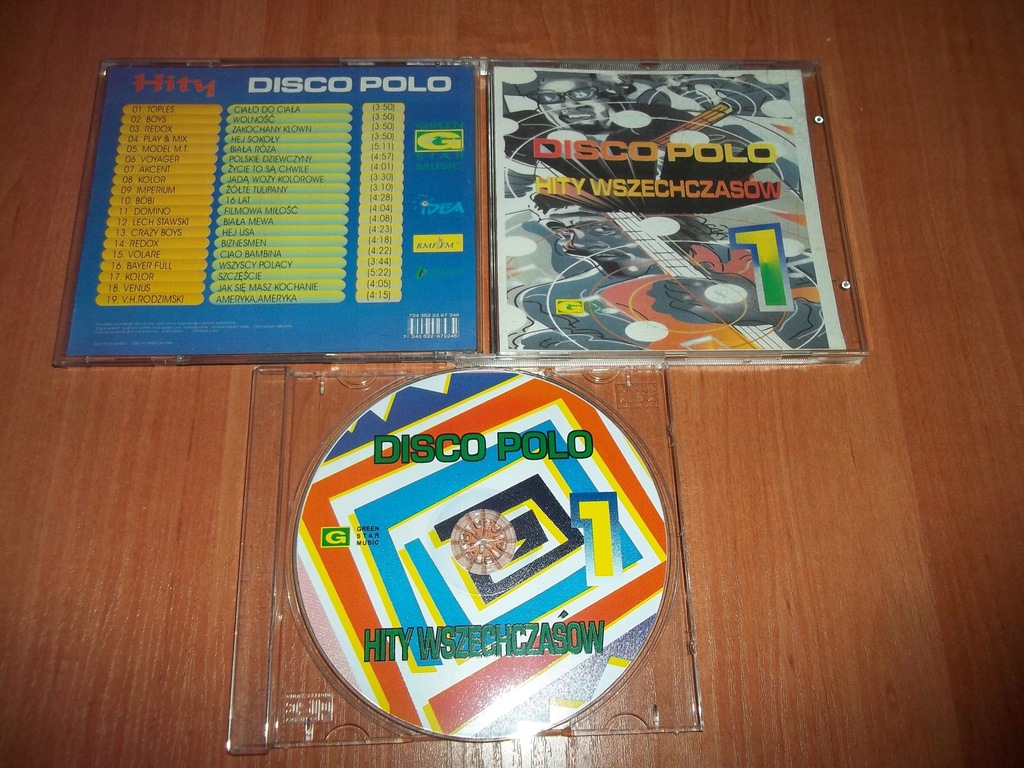 Hity DISCO POLO
01. TOPLES CIAŁO DO CIAŁA (3:50)
02. BOYS WOLNOŚĆ (3:50)
03. REDOX ZAKOCHANY KLOWN (3:50)
04. PLAY & MIX HEJ SOKOŁY (3:50)
05. MODEL M.T. BIAŁA RÓŻA (5:11)
06. VOYAGER POLSKIE DZIEWCZYNY (4:57)
07. AKCENT ŻYCIE TO SĄ CHWILE (4:01)
08. KOLOR JADĄ WOZY KOLOROWE (3:30)
09. IMPERIUM ŻÓŁTE TULIPANY (3:10)
10. BOBI 16 LAT (4:28)
11. DOMINO FILMOWA MIŁOŚĆ (4:04)
12. LECH STAWSKI BIAŁA MEWA (4:08)
13. CRAZY BOYS HEJ USA (4:23)
14. REDOX BIZNESMEN (4:18)
15. VOLARE CIAO BAMBINA (4:22)
16. BAYER FULL WSZYSCY POLACY (3:44)
17. KOLOR SZCZĘŚCIE (5:22)
18. VENUS JAK SIĘ MASZ KOCHANIE (4:05)
19. V.H.RODZIMSKI AMERYKA,AMERYKA (4:15)
GREEN
G
STAR
MUSIC
IDEA
RMF.FM
DISCO POLO
HITY WSZECHCZASÓW
1
G
DISCO POLO
1
G
GREEN
STAR
MUSIC
HITY WSZECHCZASÓW